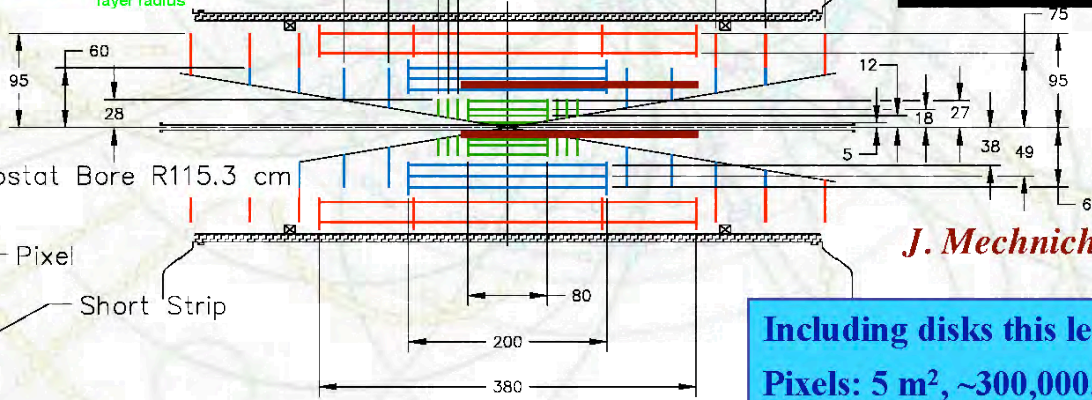 layer radius
75
60
12
95
95
28
18
27
5
38
49
6
ostat Bore R115.3 cm
Pixel
J. Mechnich
Short Strip
80
Including disks this le
200
Pixels: 5 m², ~300,000
380